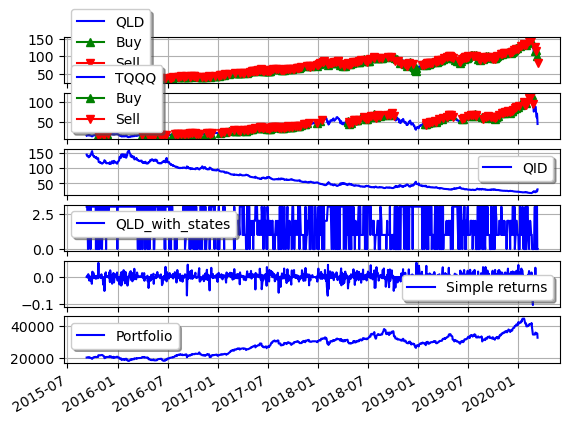 QLD
Buy
Sell
150
100
50
TQQQ
Buy
Sell
100
50
150
100
50
QID
2.5
0.0
QLD_with_states
0.0
−0.1
Simple returns
40000
20000
Portfolio
2015-07
2016-01
2016-07
2017-01
2017-07
2018-01
2018-07
2019-01
2019-07
2020-01